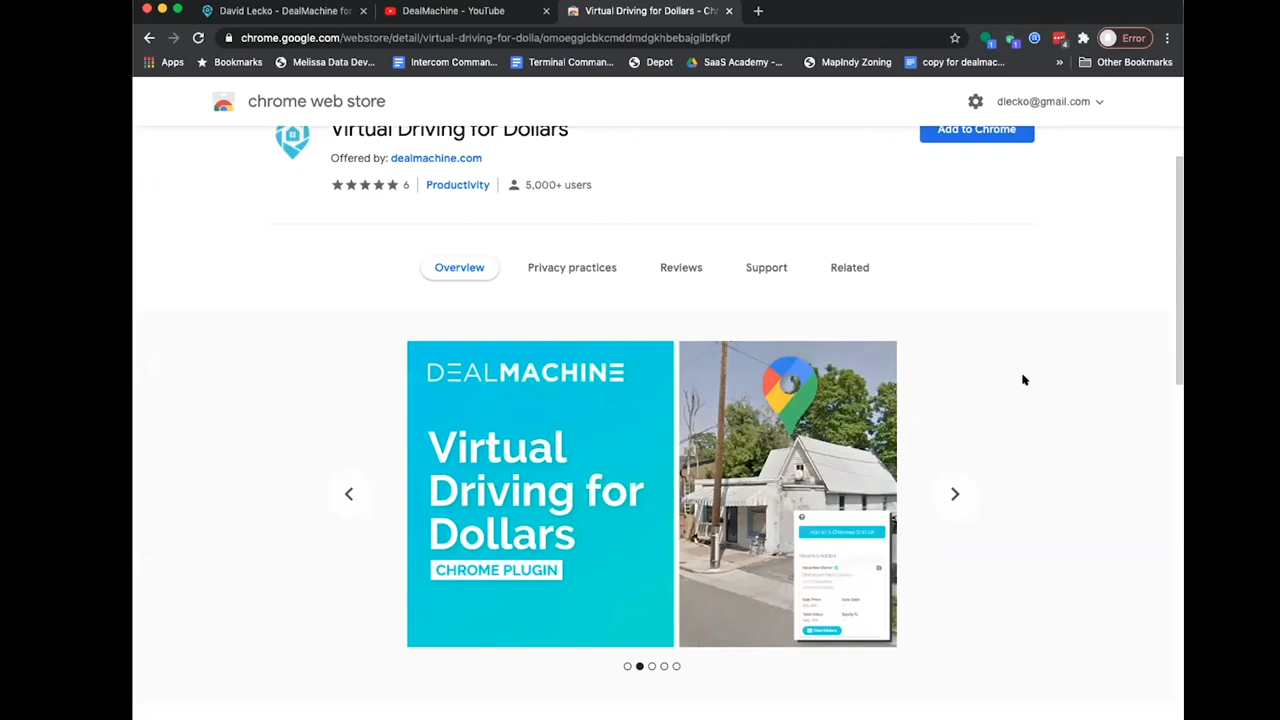 David Lecko - DealMachine for
DealMachine - YouTube
Virtual Driving for Dollars - Ch
chrome.google.com/webstore/detail/virtual-driving-for-dolla/omoeggicbkcmddmdgkhbebajgilbfkpf
Error
Apps
Bookmarks
Melissa Data Dev...
Intercom Comman...
Terminal Comman...
Depot
SaaS Academy -...
MapIndy Zoning
copy for dealmac...
»
Other Bookmarks
chrome web store
dlecko@gmail.com
Virtual Driving for Dollars
Add to Chrome
Offered by: dealmachine.com
6
Productivity
5,000+ users
Overview
Privacy practices
Reviews
Support
Related
DEALMACHINE
Virtual
Driving for
Dollars
CHROME PLUGIN